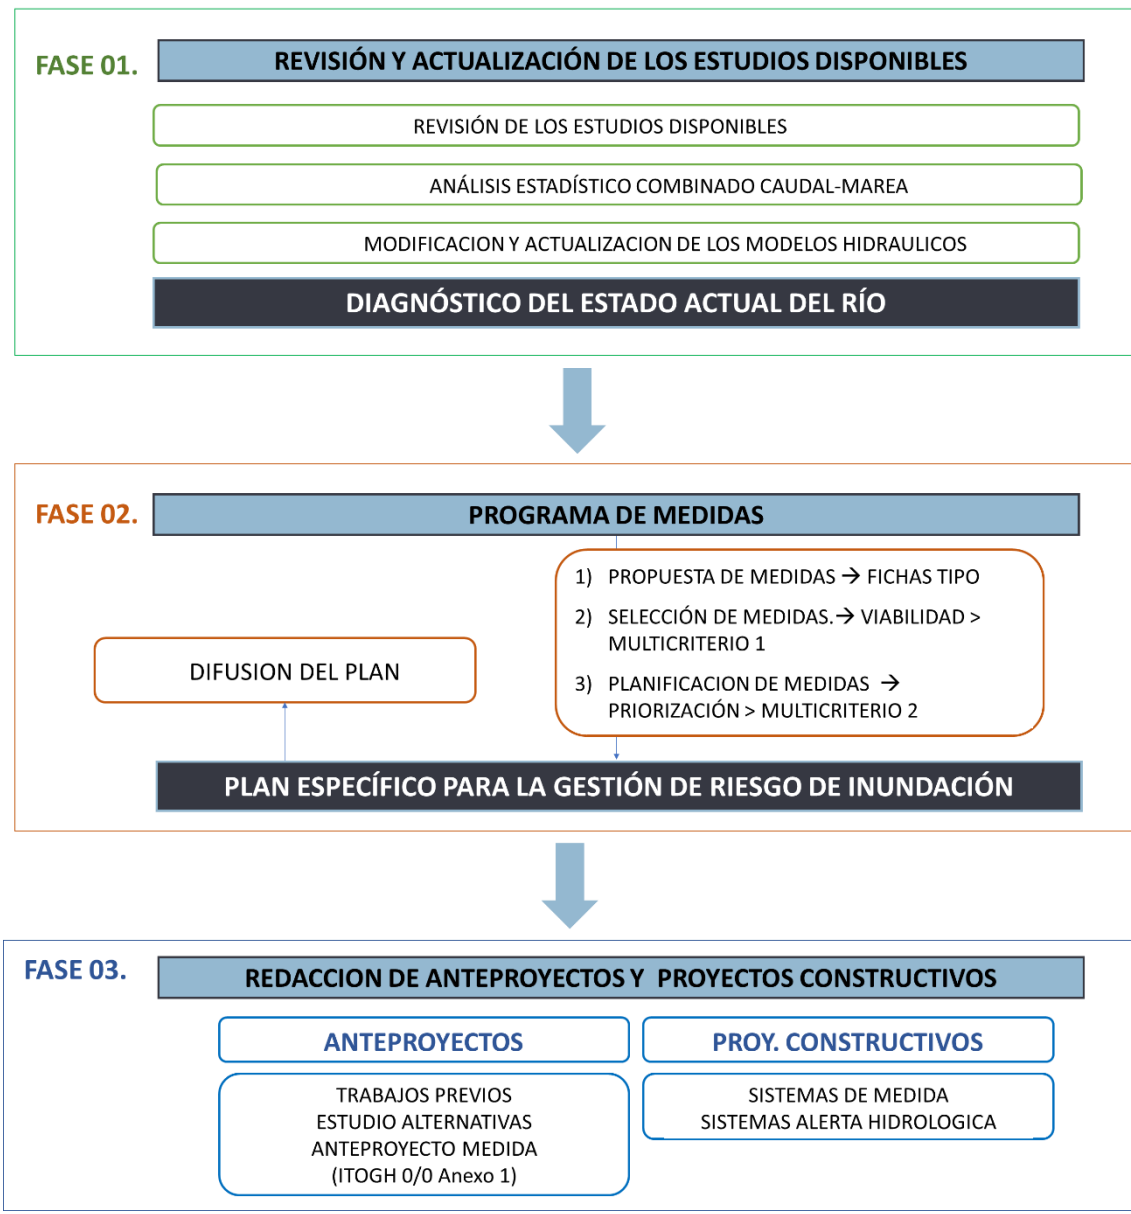 FASE 01.
REVISIÓN Y ACTUALIZACIÓN DE LOS ESTUDIOS DISPONIBLES
REVISIÓN DE LOS ESTUDIOS DISPONIBLES
ANÁLISIS ESTADÍSTICO COMBINADO CAUDAL-MAREA
MODIFICACION Y ACTUALIZACION DE LOS MODELOS HIDRAULICOS
DIAGNÓSTICO DEL ESTADO ACTUAL DEL RÍO
FASE 02.
PROGRAMA DE MEDIDAS
1) PROPUESTA DE MEDIDAS → FICHAS TIPO
2) SELECCIÓN DE MEDIDAS.→ VIABILIDAD >
MULTICRITERIO 1
3) PLANIFICACION DE MEDIDAS →
PRIORIZACIÓN > MULTICRITERIO 2
DIFUSION DEL PLAN
PLAN ESPECÍFICO PARA LA GESTIÓN DE RIESGO DE INUNDACIÓN
FASE 03.
REDACCION DE ANTEPROYECTOS Y PROYECTOS CONSTRUCTIVOS
ANTEPROYECTOS
TRABAJOS PREVIOS
ESTUDIO ALTERNATIVAS
ANTEPROYECTO MEDIDA
(ITOGH 0/0 Anexo 1)
PROY. CONSTRUCTIVOS
SISTEMAS DE MEDIDA
SISTEMAS ALERTA HIDROLOGICA